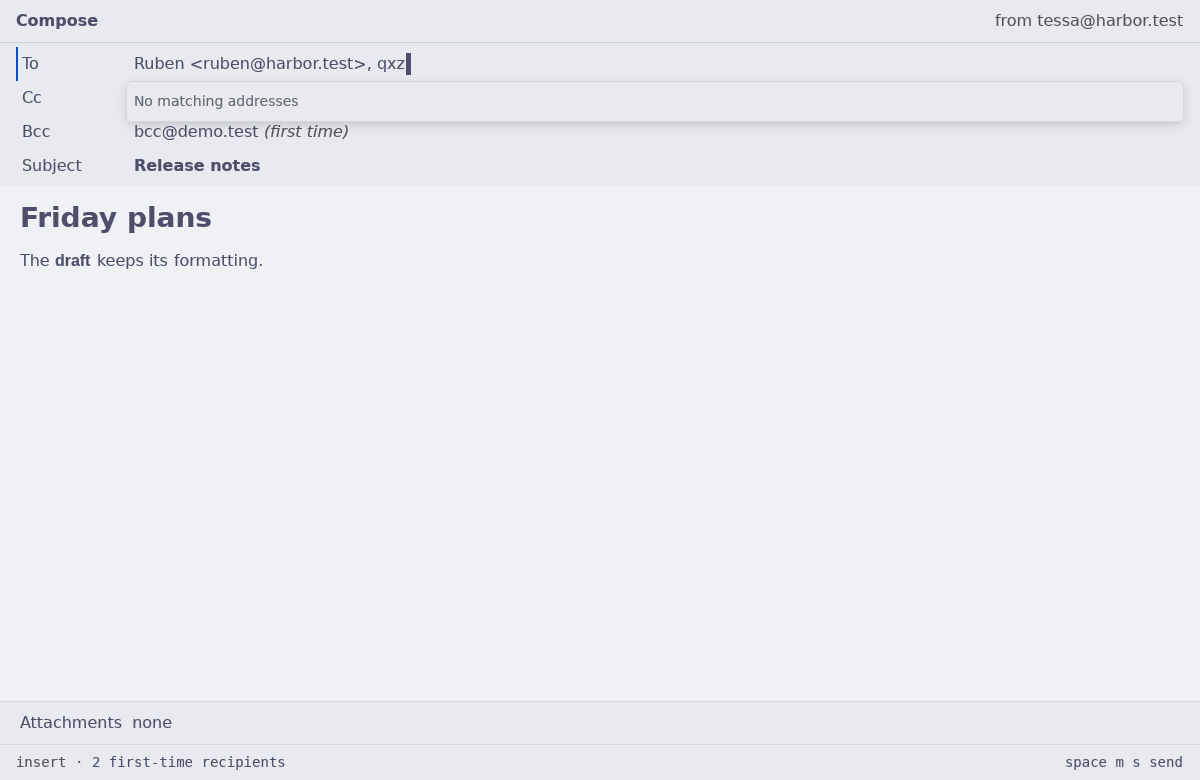 Compose
from tessa@harbor.test
To Ruben <ruben@harbor.test>, qxz
Cc
No matching addresses
Bcc bcc@demo.test (first time)
Subject Release notes
Friday plans
The draft keeps its formatting.
Attachments none
insert · 2 first-time recipients
space m s send